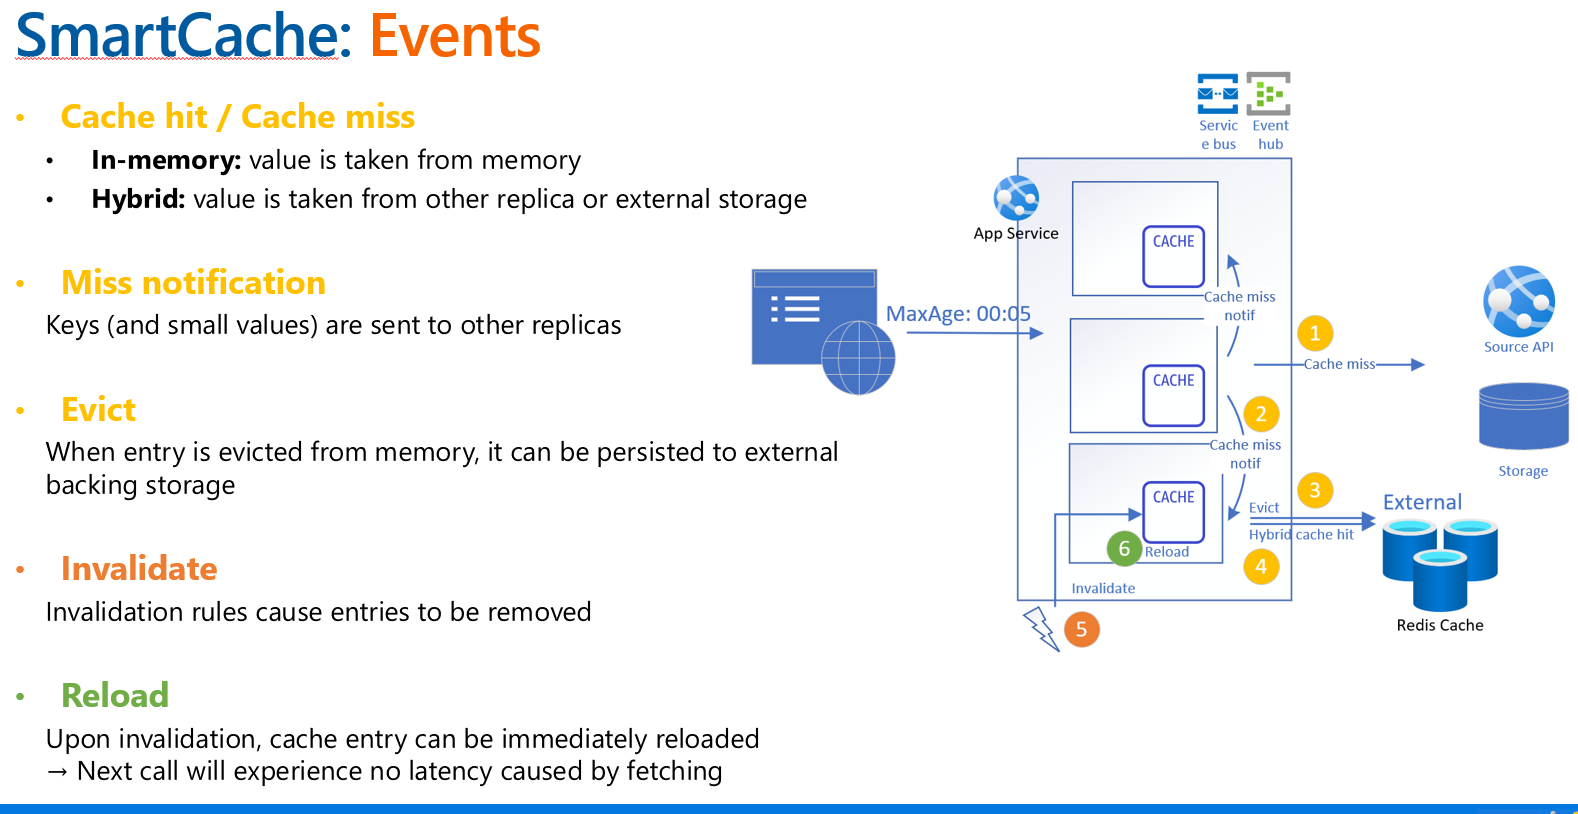 SmartCache: Events
• Cache hit / Cache miss
• In-memory: value is taken from memory
• Hybrid: value is taken from other replica or external storage
• Miss notification
Keys (and small values) are sent to other replicas
• Evict
When entry is evicted from memory, it can be persisted to external
backing storage
• Invalidate
Invalidation rules cause entries to be removed
• Reload
Upon invalidation, cache entry can be immediately reloaded
→ Next call will experience no latency caused by fetching
Servic
e bus
Event
hub
App Service
CACHE
Cache miss
notif
MaxAge: 00:05
1
Cache miss
Source API
CACHE
2
Cache miss
notif
Storage
CACHE
3
Evict
External
Hybrid cache hit
6
Reload
4
Invalidate
5
Redis Cache